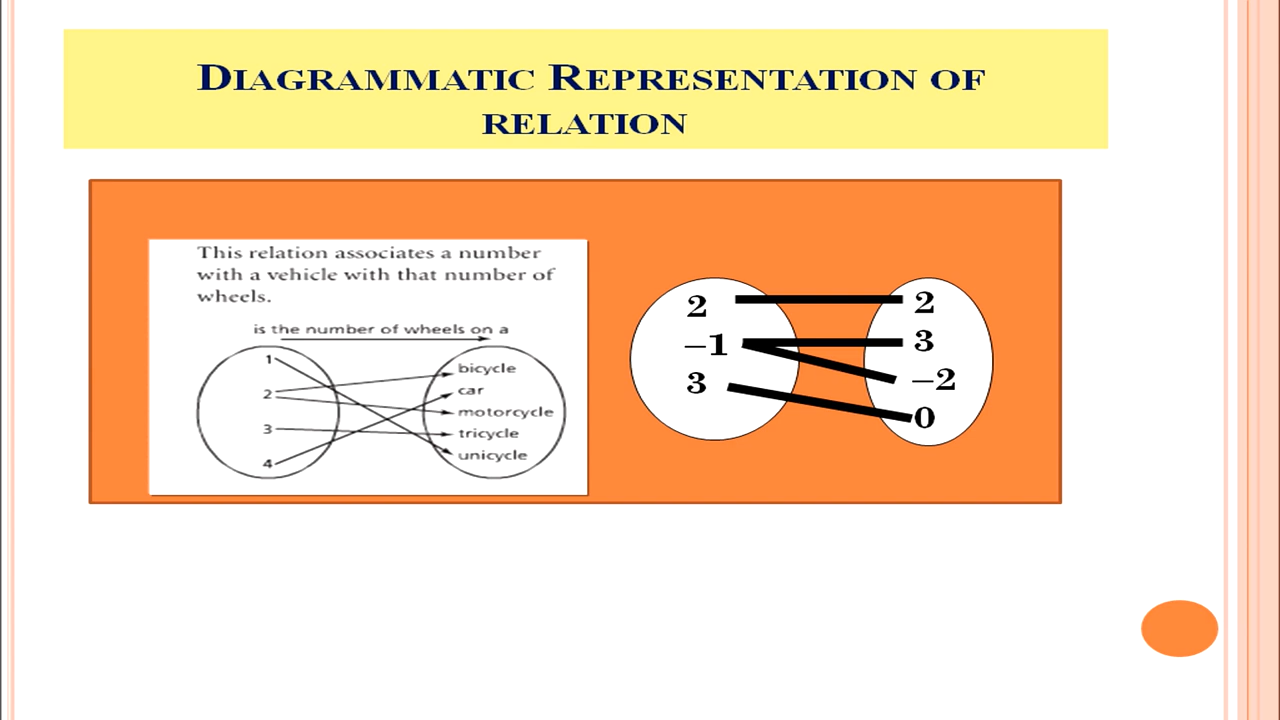 DIAGRAMMATIC REPRESENTATION OF
RELATION
This relation associates a number
with a vehicle with that number of
wheels.
is the number of wheels on a
1
2
3
4
bicycle
car
motorcycle
tricycle
unicycle
2
–1
3
2
3
–2
0